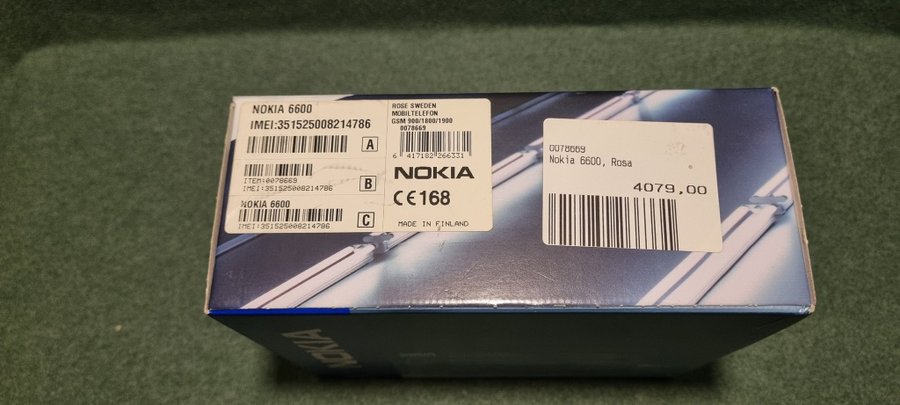 NOKIA 6600
IMEI:351525008214786
A
ITEM:0078669
IMEI:351525008214786
B
NOKIA 6600
IMEI:351525008214786
C
ROSE SWEDEN
MOBILTELEFON
GSM 900/1800/1900
0078669
6 417182 266331
NOKIA
CE168
MADE IN FINLAND
0078669
Nokia 6600, Rosa
4079,00
NOKIA